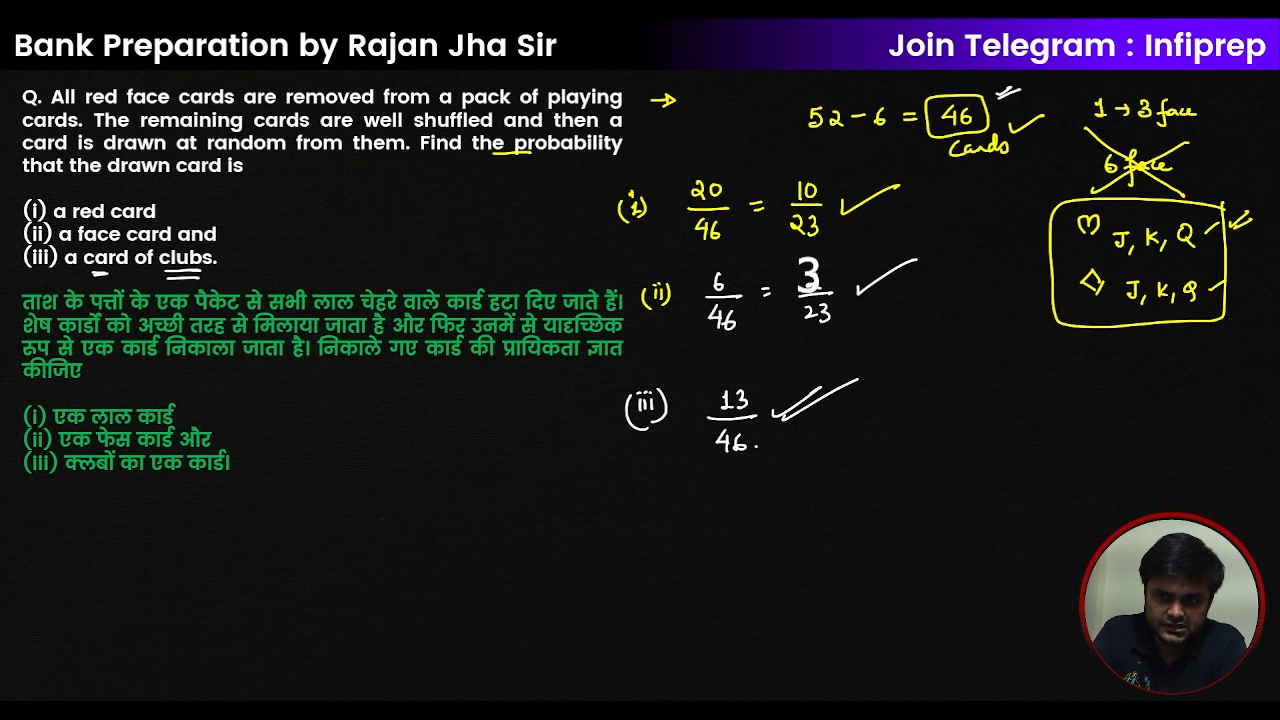 Bank Preparation by Rajan Jha Sir
Join Telegram : Infiprep
Q. All red face cards are removed from a pack of playing
cards. The remaining cards are well shuffled and then a
card is drawn at random from them. Find the probability
that the drawn card is
(i) a red card
(ii) a face card and
(iii) a card of clubs.
ताश के पत्तों के एक पैकेट से सभी लाल चेहरे वाले कार्ड हटा दिए जाते हैं।
शेष कार्डों को अच्छी तरह से मिलाया जाता है और फिर उनमें से यादृच्छिक
रूप से एक कार्ड निकाला जाता है। निकाले गए कार्ड की प्रायिकता ज्ञात
कीजिए
(i) एक लाल कार्ड
(ii) एक फेस कार्ड और
(iii) क्लबों का एक कार्ड।
→ 52 - 6 = 46
cards
(i) 20/46 = 10/23
(ii) 6/46 = 3/23
(iii) 13/46.
1 → 3 face
6 face
♡ J, K, Q
◇ J, K, Q